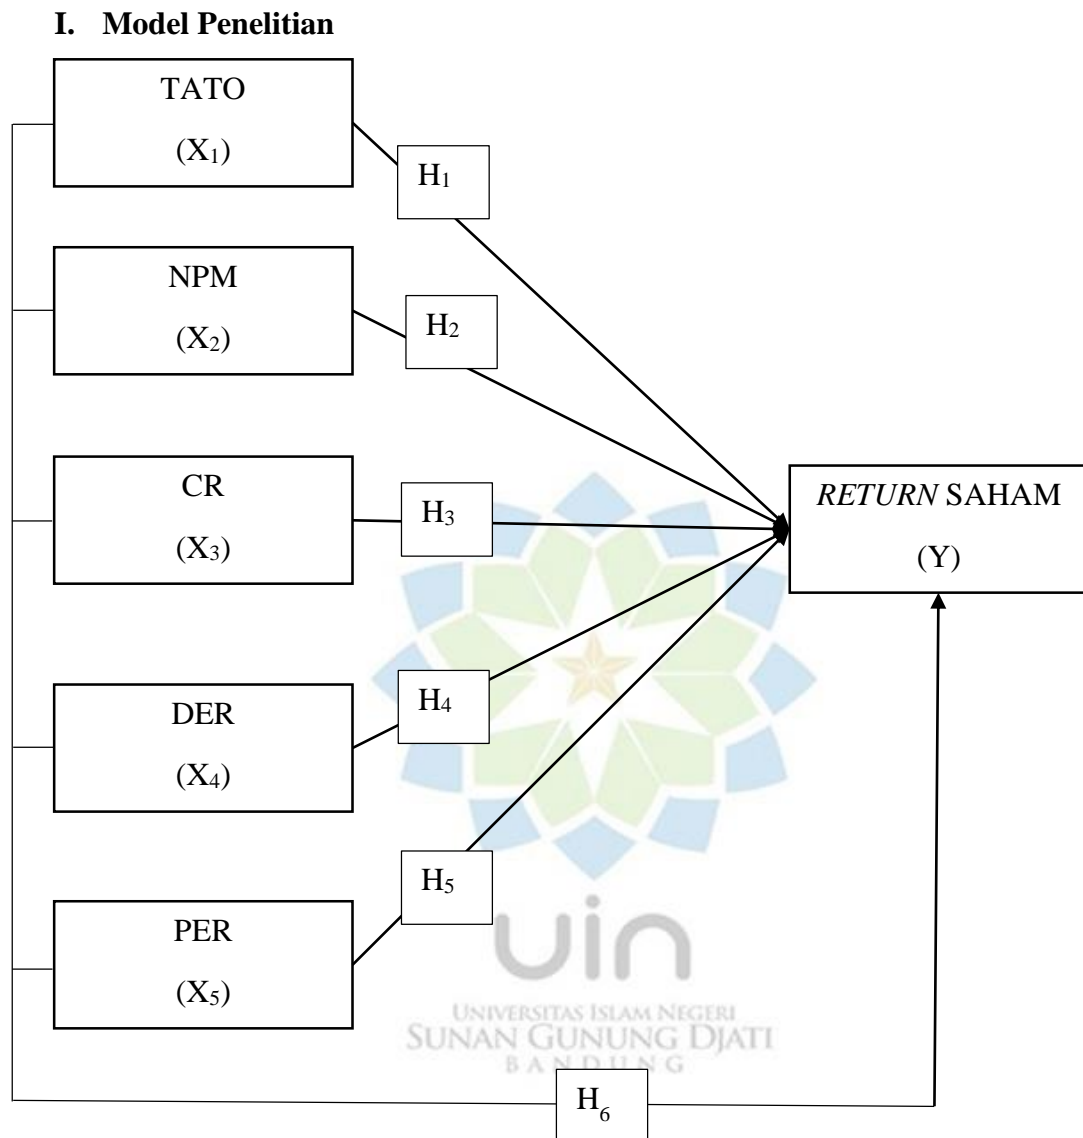 I. Model Penelitian
TATO
(X₁)
H₁
NPM
(X₂)
H₂
CR
(X₃)
H₃
RETURN SAHAM
(Y)
DER
(X₄)
H₄
PER
(X₅)
H₅
uin
UNIVERSITAS ISLAM NEGERI
SUNAN GUNUNG DJATI
BANDUNG
H₆